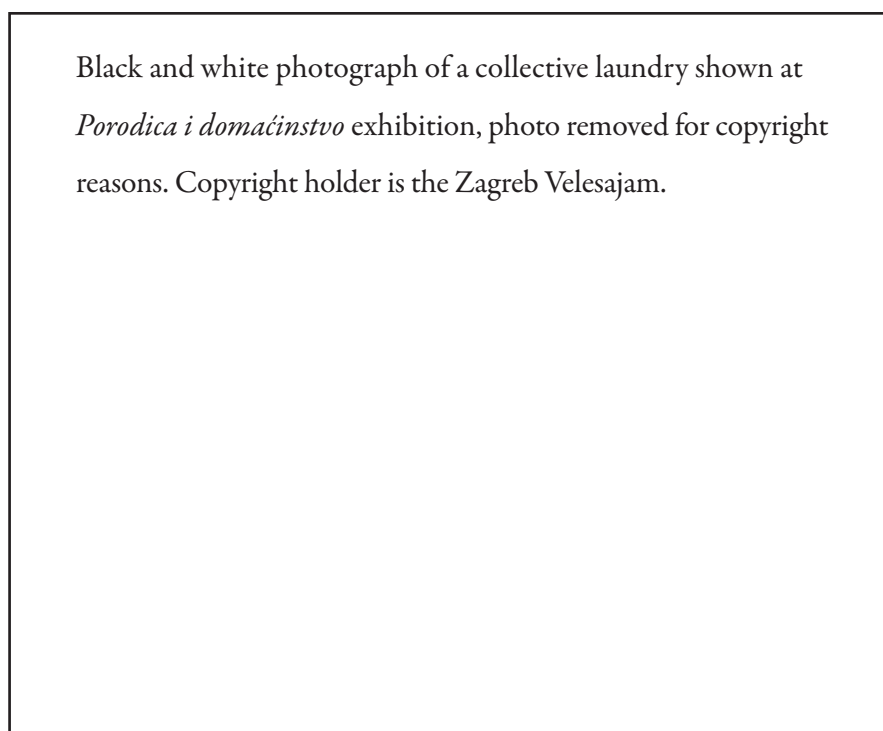 Black and white photograph of a collective laundry shown at
Porodica i domaćinstvo exhibition, photo removed for copyright
reasons. Copyright holder is the Zagreb Velesajam.